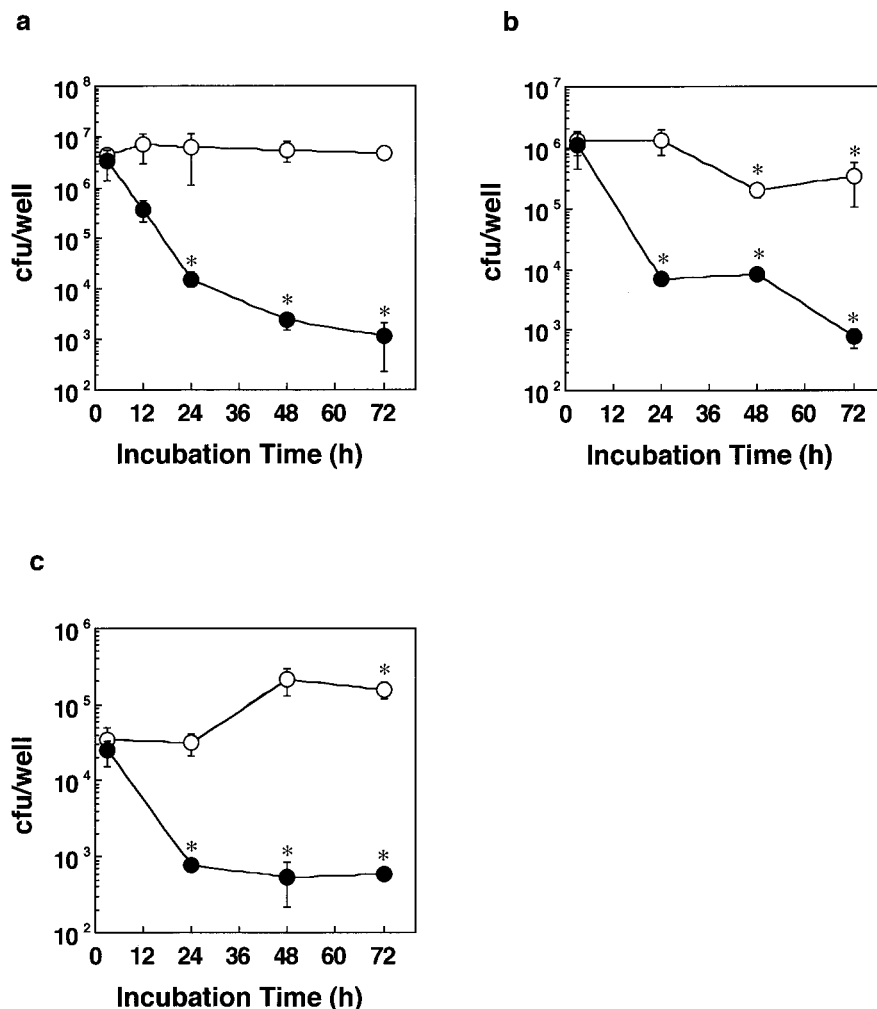 a
cfu/well
10^8
10^7
10^6
10^5
10^4
10^3
10^2
* * *
0 12 24 36 48 60 72
Incubation Time (h)
b
cfu/well
10^7
10^6
10^5
10^4
10^3
10^2
* *
* * *
0 12 24 36 48 60 72
Incubation Time (h)
c
cfu/well
10^6
10^5
10^4
10^3
10^2
*
* * *
0 12 24 36 48 60 72
Incubation Time (h)